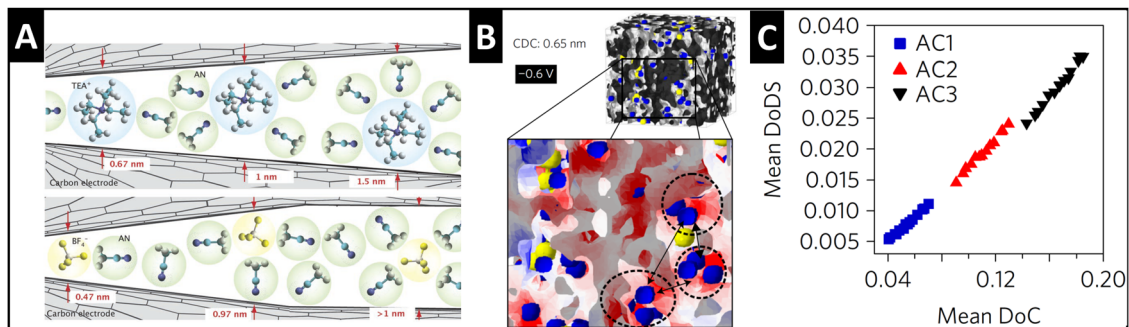 A
TEA⁺
AN
0.67 nm
1 nm
1.5 nm
Carbon electrode
BF₄⁻
AN
0.47 nm
0.97 nm
>1 nm
Carbon electrode
B
CDC: 0.65 nm
−0.6 V
C
AC1
AC2
AC3
Mean DoDS
0.040
0.035
0.030
0.025
0.020
0.015
0.010
0.005
0.04
0.12
0.20
Mean DoC